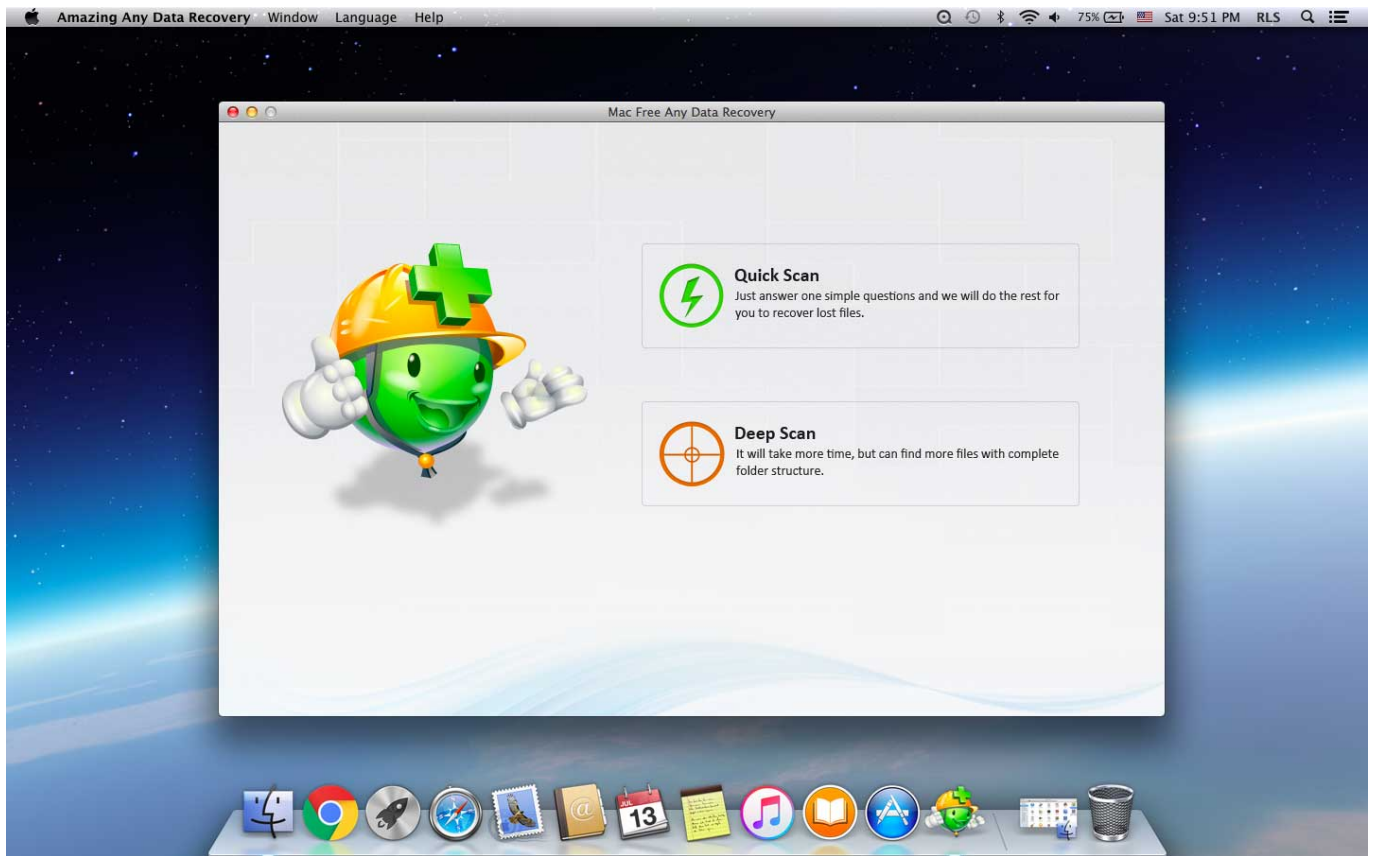 Amazing Any Data Recovery Window Language Help 75% Sat 9:51 PM RLS
Mac Free Any Data Recovery
Quick Scan
Just answer one simple questions and we will do the rest for
you to recover lost files.
Deep Scan
It will take more time, but can find more files with complete
folder structure.
JUL
13
@